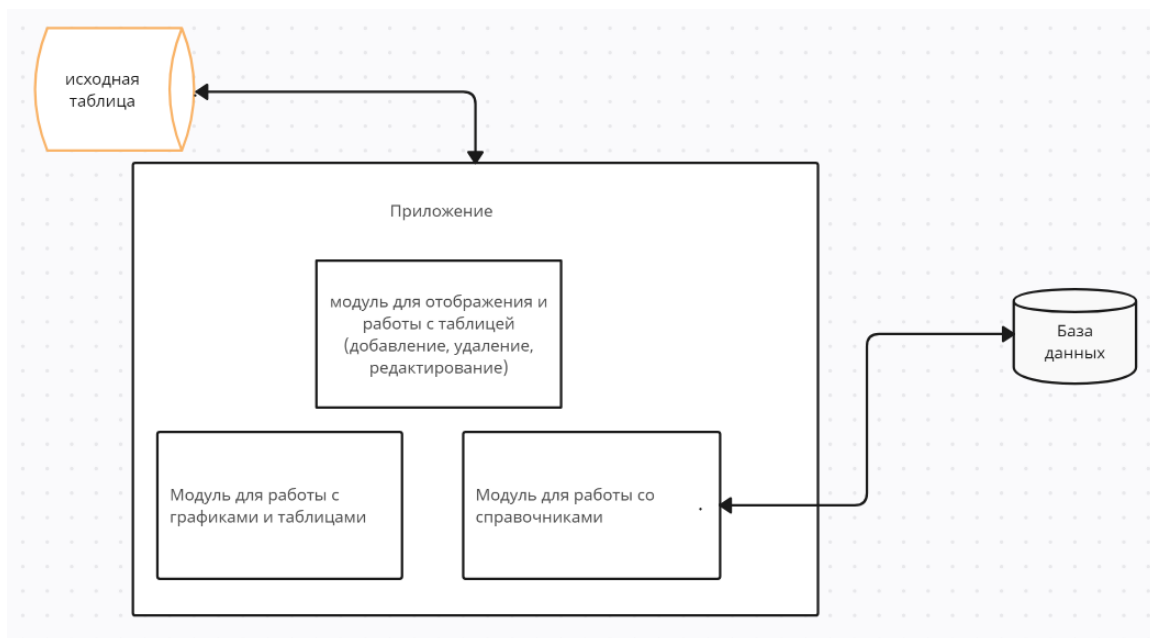 исходная
таблица
Приложение
модуль для отображения и
работы с таблицей
(добавление, удаление,
редактирование)
База
данных
Модуль для работы с
графиками и таблицами
Модуль для работы со
справочниками